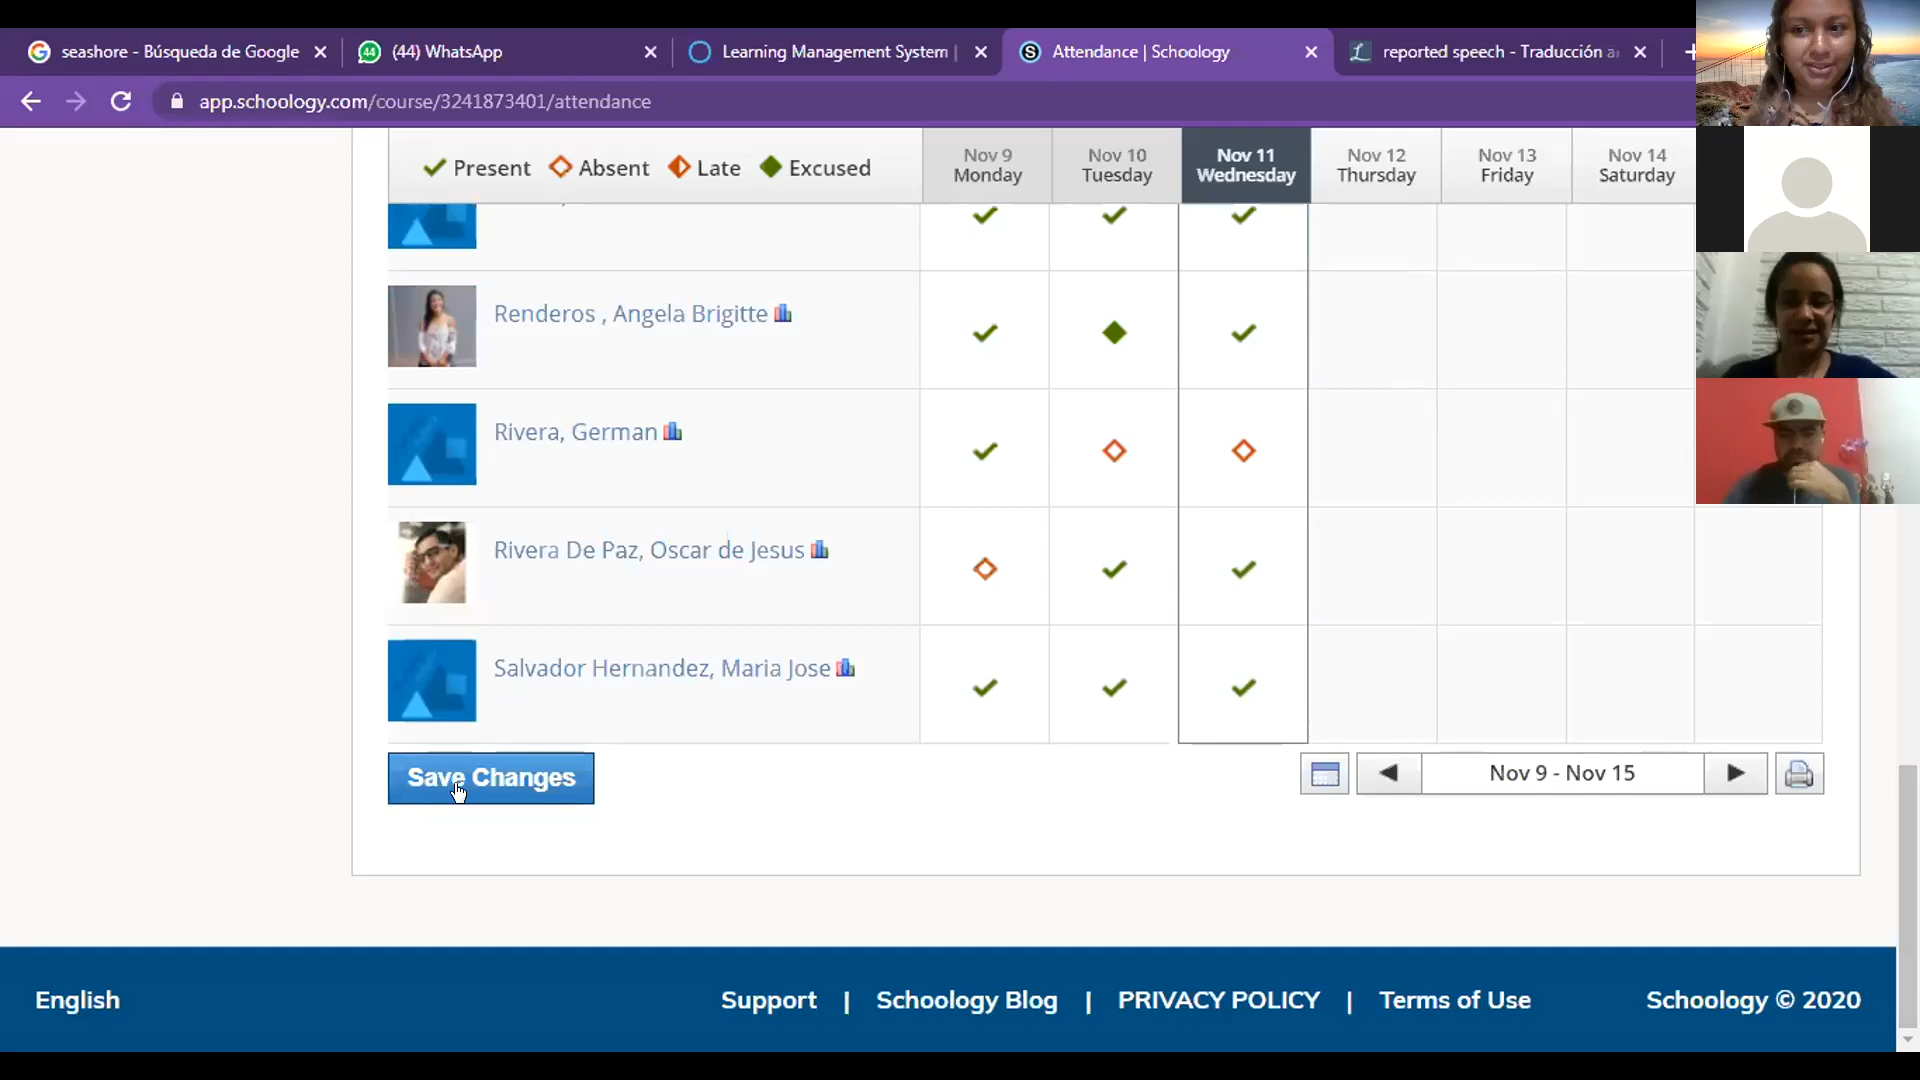 seashore - Búsqueda de Google
44
(44) WhatsApp
Learning Management System |
S
Attendance | Schoology
reported speech - Traducción a
app.schoology.com/course/3241873401/attendance
Present
Absent
Late
Excused
Nov 9
Monday
Nov 10
Tuesday
Nov 11
Wednesday
Nov 12
Thursday
Nov 13
Friday
Nov 14
Saturday
Renderos , Angela Brigitte
Rivera, German
Rivera De Paz, Oscar de Jesus
Salvador Hernandez, Maria Jose
Save Changes
Nov 9 - Nov 15
English
Support | Schoology Blog | PRIVACY POLICY | Terms of Use
Schoology © 2020